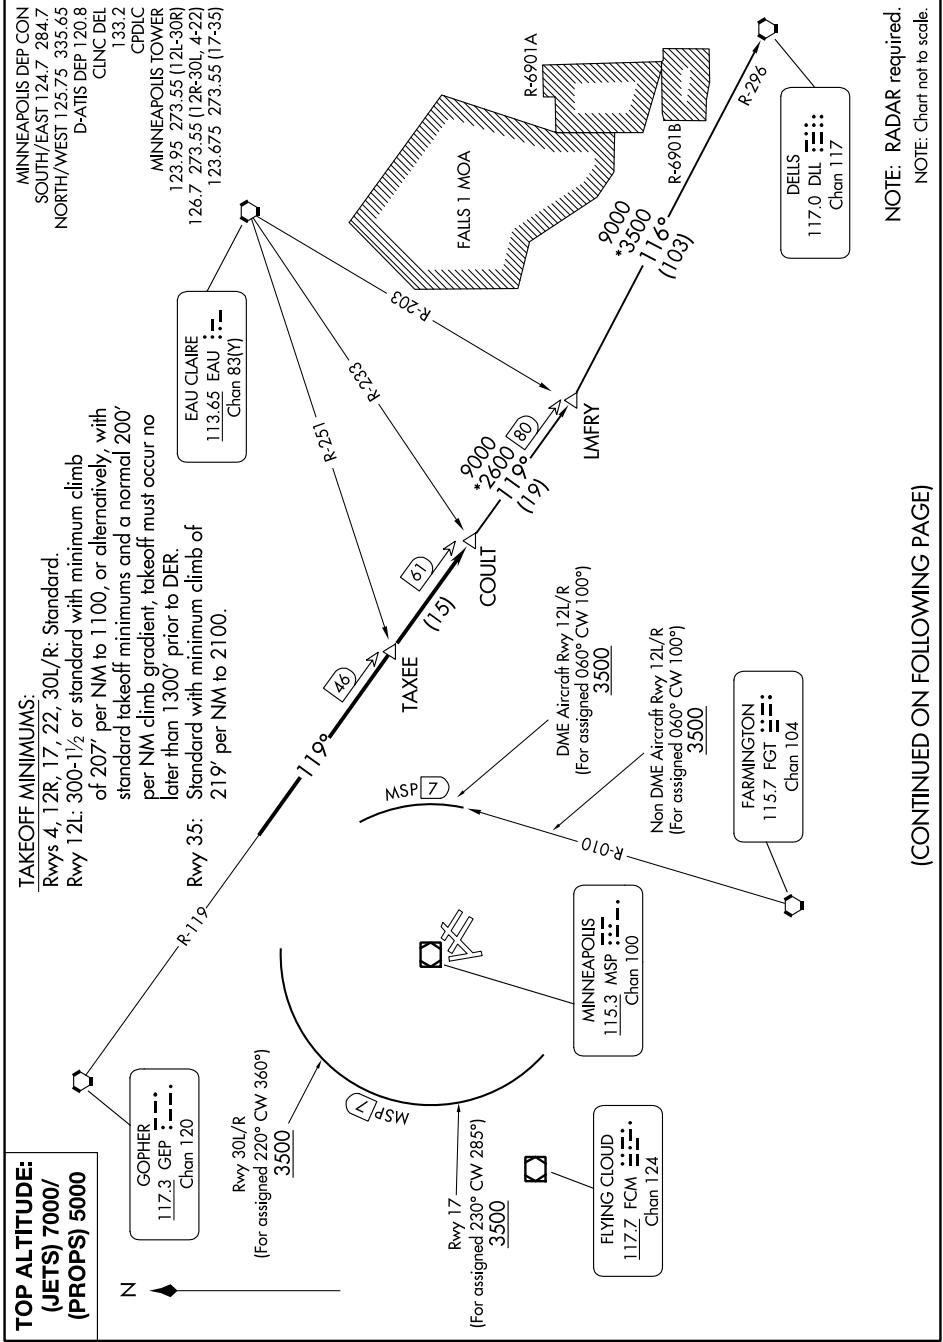 TOP ALTITUDE:
(JETS) 7000/
(PROPS) 5000
TAKEOFF MINIMUMS:
Rwys 4, 12R, 17, 22, 30L/R: Standard.
Rwy 12L: 300-1½ or standard with minimum climb
of 207' per NM to 1100, or alternatively, with
standard takeoff minimums and a normal 200'
per NM climb gradient, takeoff must occur no
later than 1300' prior to DER.
Rwy 35: Standard with minimum climb of
219' per NM to 2100.
MINNEAPOLIS DEP CON
SOUTH/EAST 124.7 284.7
NORTH/WEST 125.75 335.65
D-ATIS DEP 120.8
CLNC DEL
133.2
CPDLC
MINNEAPOLIS TOWER
123.95 273.55 (12L-30R)
126.7 273.55 (12R-30L, 4-22)
123.675 273.55 (17-35)
N
GOPHER
117.3 GEP
Chan 120
R-119
119°
EAU CLAIRE
113.65 EAU
Chan 83(Y)
R-251
R-233
R-203
46
TAXEE
61
(15)
COULT
9000
*2600
119°
(19)
80
LMFRY
9000
*3500
116°
(103)
FALLS 1 MOA
R-6901A
R-6901B
R-296
DELLS
117.0 DLL
Chan 117
Rwy 30L/R
(For assigned 220° CW 360°)
3500
MSP 7
Rwy 17
(For assigned 230° CW 285°)
3500
MSP 7
DME Aircraft Rwy 12L/R
(For assigned 060° CW 100°)
3500
Non DME Aircraft Rwy 12L/R
(For assigned 060° CW 100°)
3500
R-010
MINNEAPOLIS
115.3 MSP
Chan 100
FARMINGTON
115.7 FGT
Chan 104
FLYING CLOUD
117.7 FCM
Chan 124
NOTE: RADAR required.
NOTE: Chart not to scale.
(CONTINUED ON FOLLOWING PAGE)